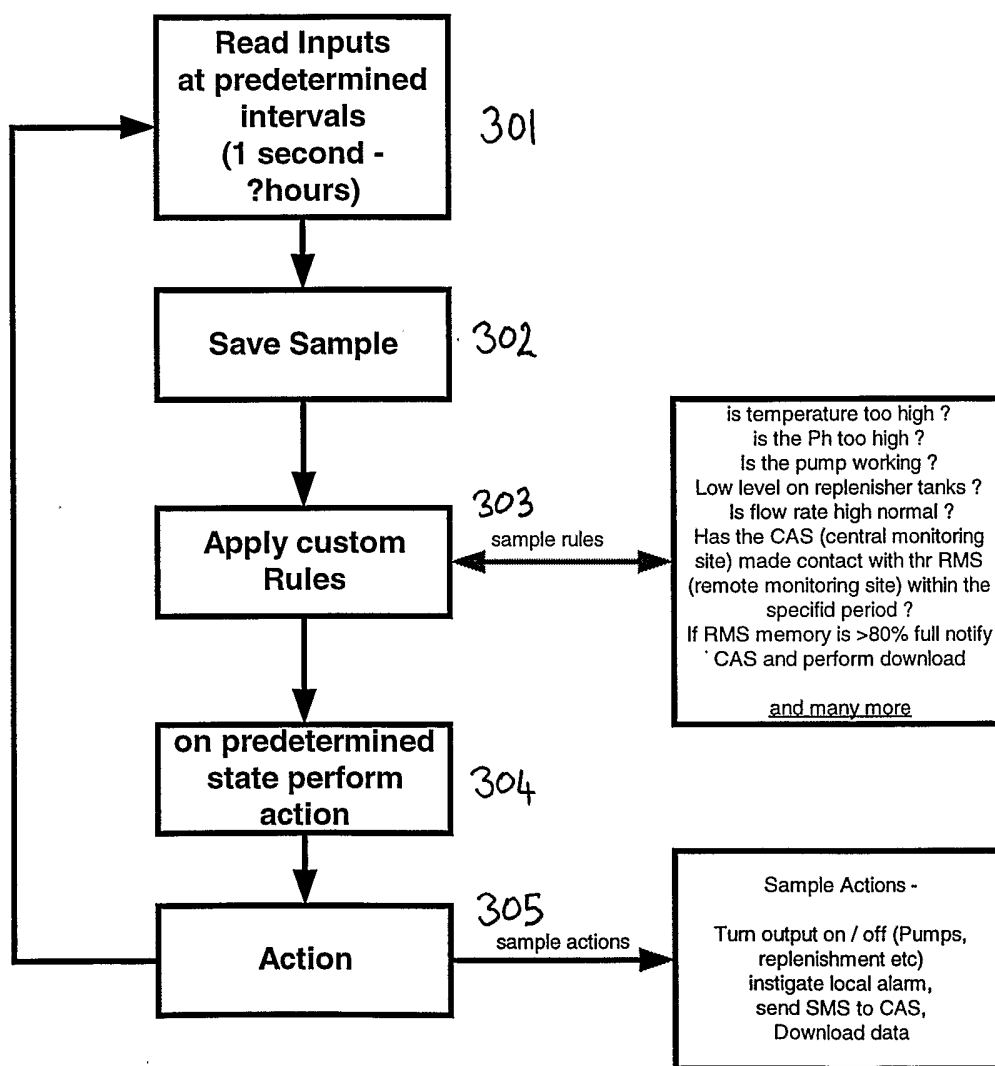 Read Inputs
at predetermined
intervals
(1 second -
?hours)
301
Save Sample
302
Apply custom
Rules
303
sample rules
is temperature too high ?
is the Ph too high ?
Is the pump working ?
Low level on replenisher tanks ?
Is flow rate high normal ?
Has the CAS (central monitoring
site) made contact with thr RMS
(remote monitoring site) within the
specifid period ?
If RMS memory is >80% full notify
CAS and perform download
and many more
on predetermined
state perform
action
304
Action
305
sample actions
Sample Actions -
Turn output on / off (Pumps,
replenishment etc)
instigate local alarm,
send SMS to CAS,
Download data